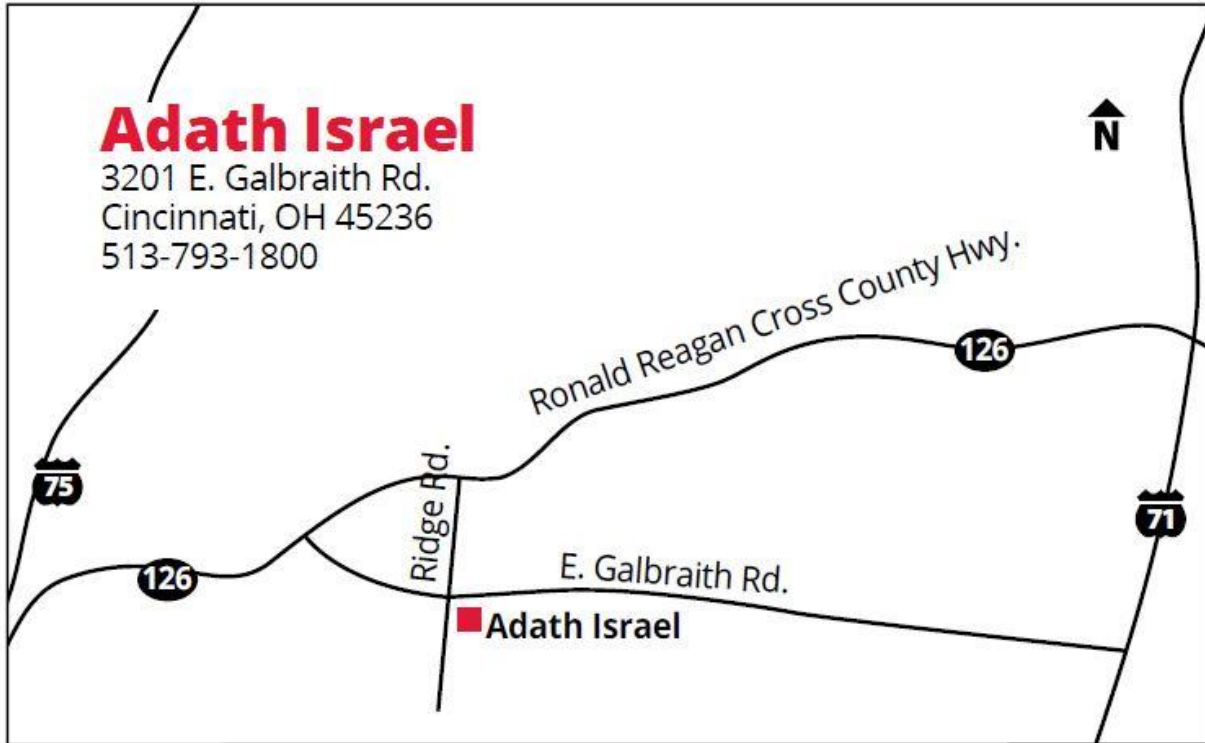 Adath Israel
3201 E. Galbraith Rd.
Cincinnati, OH 45236
513-793-1800
N
Ronald Reagan Cross County Hwy.
126
Ridge Rd.
75
71
126
E. Galbraith Rd.
Adath Israel